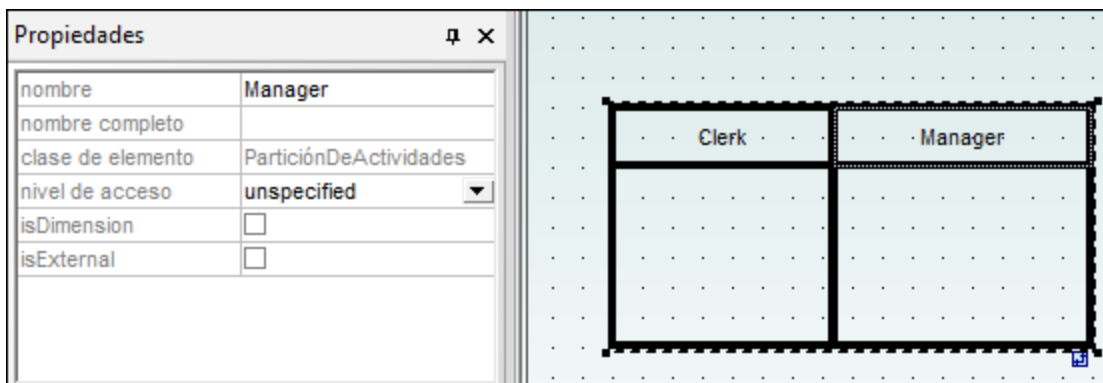 Propiedades
nombre Manager
nombre completo
clase de elemento ParticiónDeActividades
nivel de acceso unspecified
isDimension
isExternal
Clerk Manager